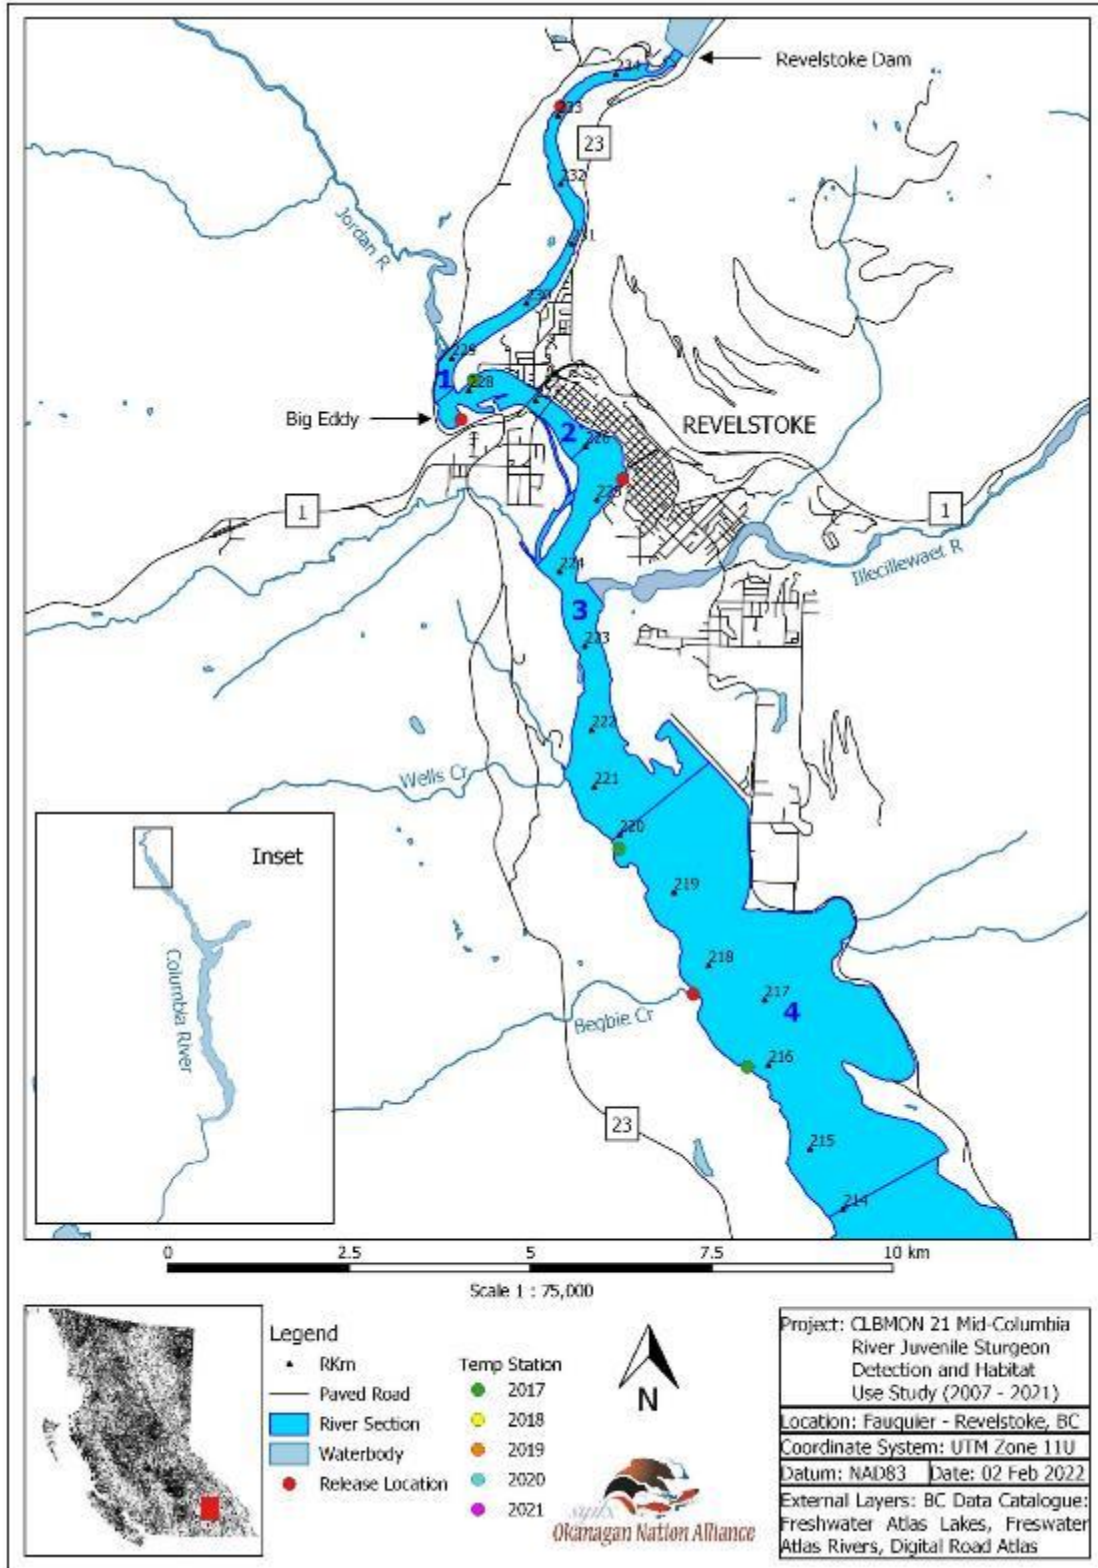 Revelstoke Dam
234
23
233
232
Jordan R
231
230
229
1
228
Big Eddy
2
REVELSTOKE
226
225
1
1
224
Illecillewaet R
3
223
222
Wells Cr
221
220
Inset
219
218
217
4
Columbia River
Begbie Cr
216
23
215
214
0 2.5 5 7.5 10 km
Scale 1 : 75,000
Legend
RKm
Paved Road
River Section
Waterbody
Release Location
Temp Station
2017
2018
2019
2020
2021
N
Okanagan Nation Alliance
Project: CLBMON 21 Mid-Columbia
River Juvenile Sturgeon
Detection and Habitat
Use Study (2007 - 2021)
Location: Fauquier - Revelstoke, BC
Coordinate System: UTM Zone 11U
Datum: NAD83 Date: 02 Feb 2022
External Layers: BC Data Catalogue:
Freshwater Atlas Lakes, Freswater
Atlas Rivers, Digital Road Atlas